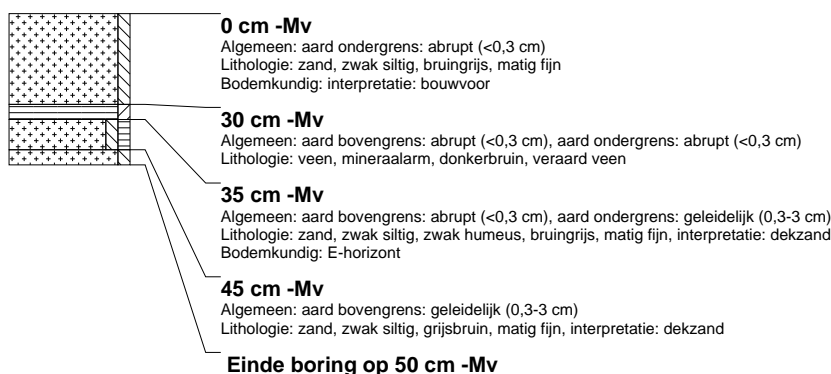 0 cm -Mv
Algemeen: aard ondergrens: abrupt (<0,3 cm)
Lithologie: zand, zwak siltig, bruingrijs, matig fijn
Bodemkundig: interpretatie: bouwvoor
30 cm -Mv
Algemeen: aard bovengrens: abrupt (<0,3 cm), aard ondergrens: abrupt (<0,3 cm)
Lithologie: veen, mineraalarm, donkerbruin, veraard veen
35 cm -Mv
Algemeen: aard bovengrens: abrupt (<0,3 cm), aard ondergrens: geleidelijk (0,3-3 cm)
Lithologie: zand, zwak siltig, zwak humeus, bruingrijs, matig fijn, interpretatie: dekzand
Bodemkundig: E-horizont
45 cm -Mv
Algemeen: aard bovengrens: geleidelijk (0,3-3 cm)
Lithologie: zand, zwak siltig, grijsbruin, matig fijn, interpretatie: dekzand
Einde boring op 50 cm -Mv